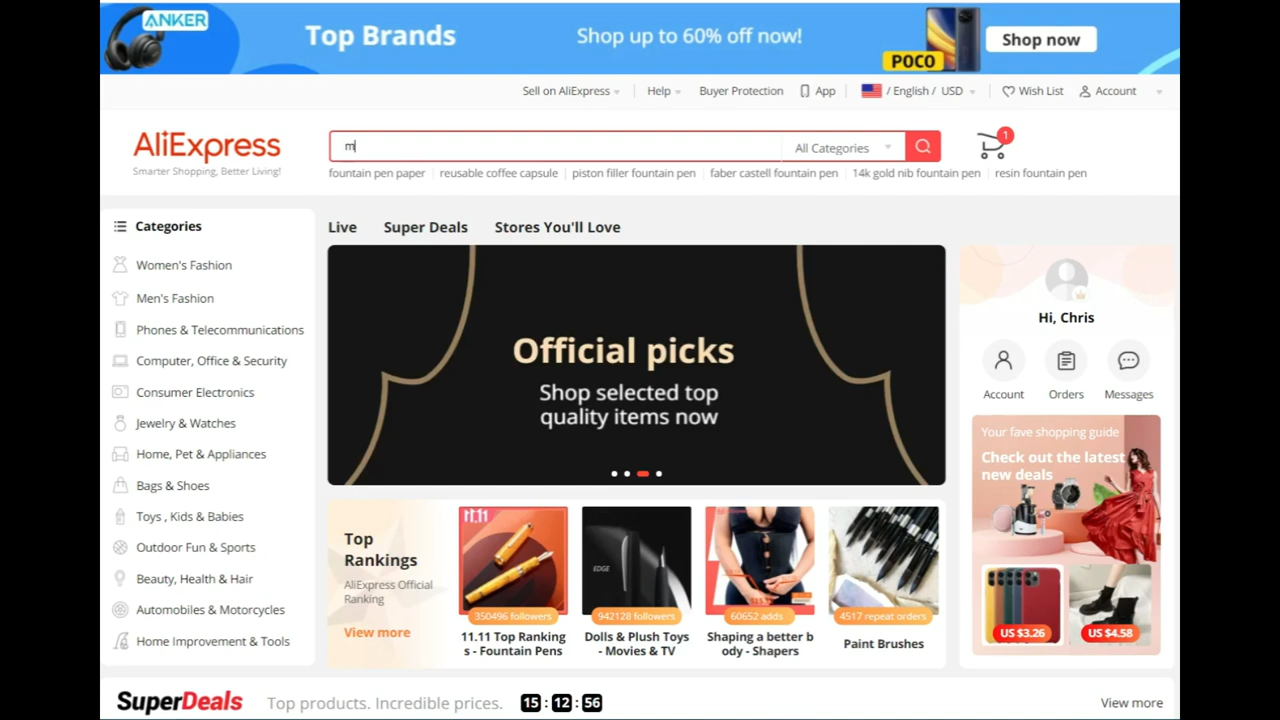 ANKER
Top Brands
Shop up to 60% off now!
POCO
Shop now
Sell on AliExpress
Help
Buyer Protection
App
/ English / USD
Wish List
Account
AliExpress
Smarter Shopping, Better Living!
m
All Categories
1
fountain pen paper
reusable coffee capsule
piston filler fountain pen
faber castell fountain pen
14k gold nib fountain pen
resin fountain pen
Categories
Women's Fashion
Men's Fashion
Phones & Telecommunications
Computer, Office & Security
Consumer Electronics
Jewelry & Watches
Home, Pet & Appliances
Bags & Shoes
Toys , Kids & Babies
Outdoor Fun & Sports
Beauty, Health & Hair
Automobiles & Motorcycles
Home Improvement & Tools
Live
Super Deals
Stores You'll Love
Official picks
Shop selected top
quality items now
Hi, Chris
Account
Orders
Messages
Your fave shopping guide
Check out the latest
new deals
US $3.26
US $4.58
Top
Rankings
AliExpress Official
Ranking
View more
11.11
350496 followers
11.11 Top Ranking
s - Fountain Pens
EDGE
942128 followers
Dolls & Plush Toys
- Movies & TV
60652 adds
Shaping a better b
ody - Shapers
4517 repeat orders
Paint Brushes
SuperDeals
Top products. Incredible prices.
15 : 12 : 56
View more